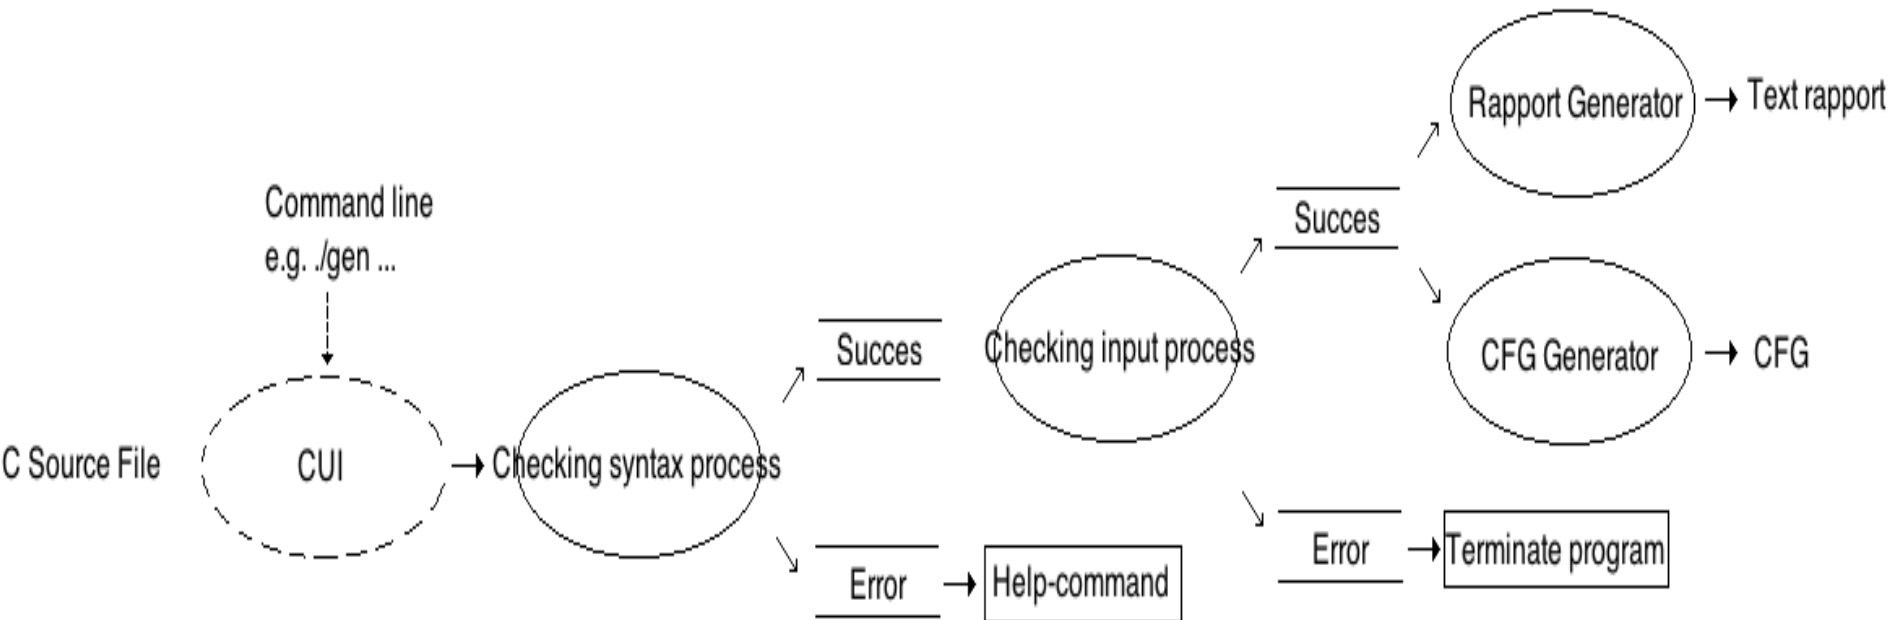 Command line
e.g. ./gen ...
C Source File
CUI
Checking syntax process
Succes
Error
Help-command
Checking input process
Succes
Error
Terminate program
Rapport Generator
Text rapport
CFG Generator
CFG